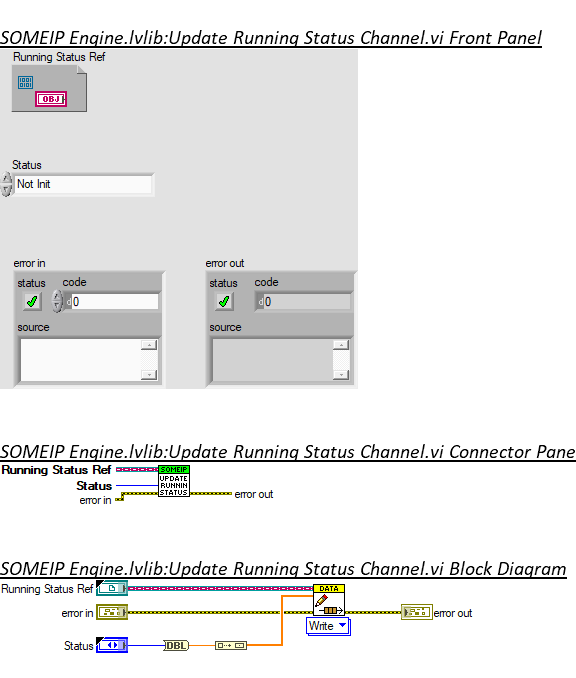 SOMEIP Engine.lvlib:Update Running Status Channel.vi Front Panel
Running Status Ref
OBJ
Status
Not Init
error in
error out
status code
status code
d 0
d 0
source
source
SOMEIP Engine.lvlib:Update Running Status Channel.vi Connector Pane
Running Status Ref
SOMEIP
Status
UPDATE
RUNNIN
error in
STATUS
error out
SOMEIP Engine.lvlib:Update Running Status Channel.vi Block Diagram
Running Status Ref
DATA
error in
error out
Write
Status
DBL